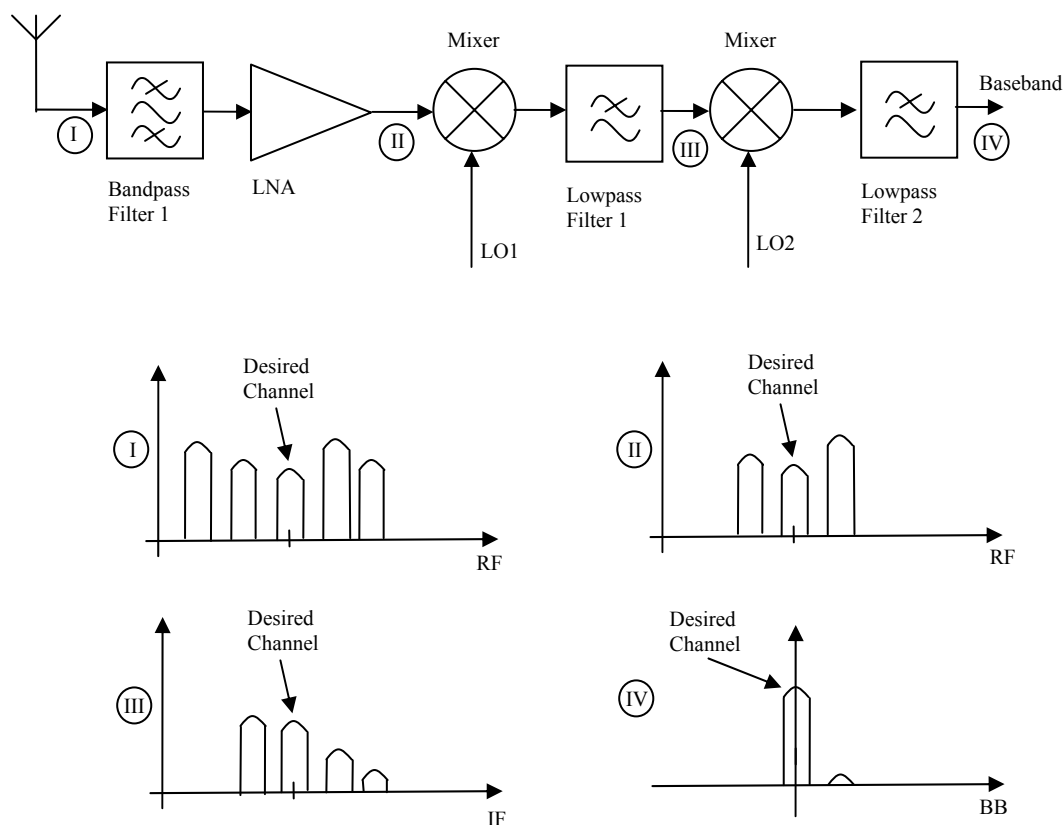 Mixer
Mixer
Baseband
I
II
III
IV
Bandpass
Filter 1
LNA
Lowpass
Filter 1
Lowpass
Filter 2
LO1
LO2
Desired
Channel
I
RF
Desired
Channel
II
RF
Desired
Channel
III
IF
Desired
Channel
IV
BB